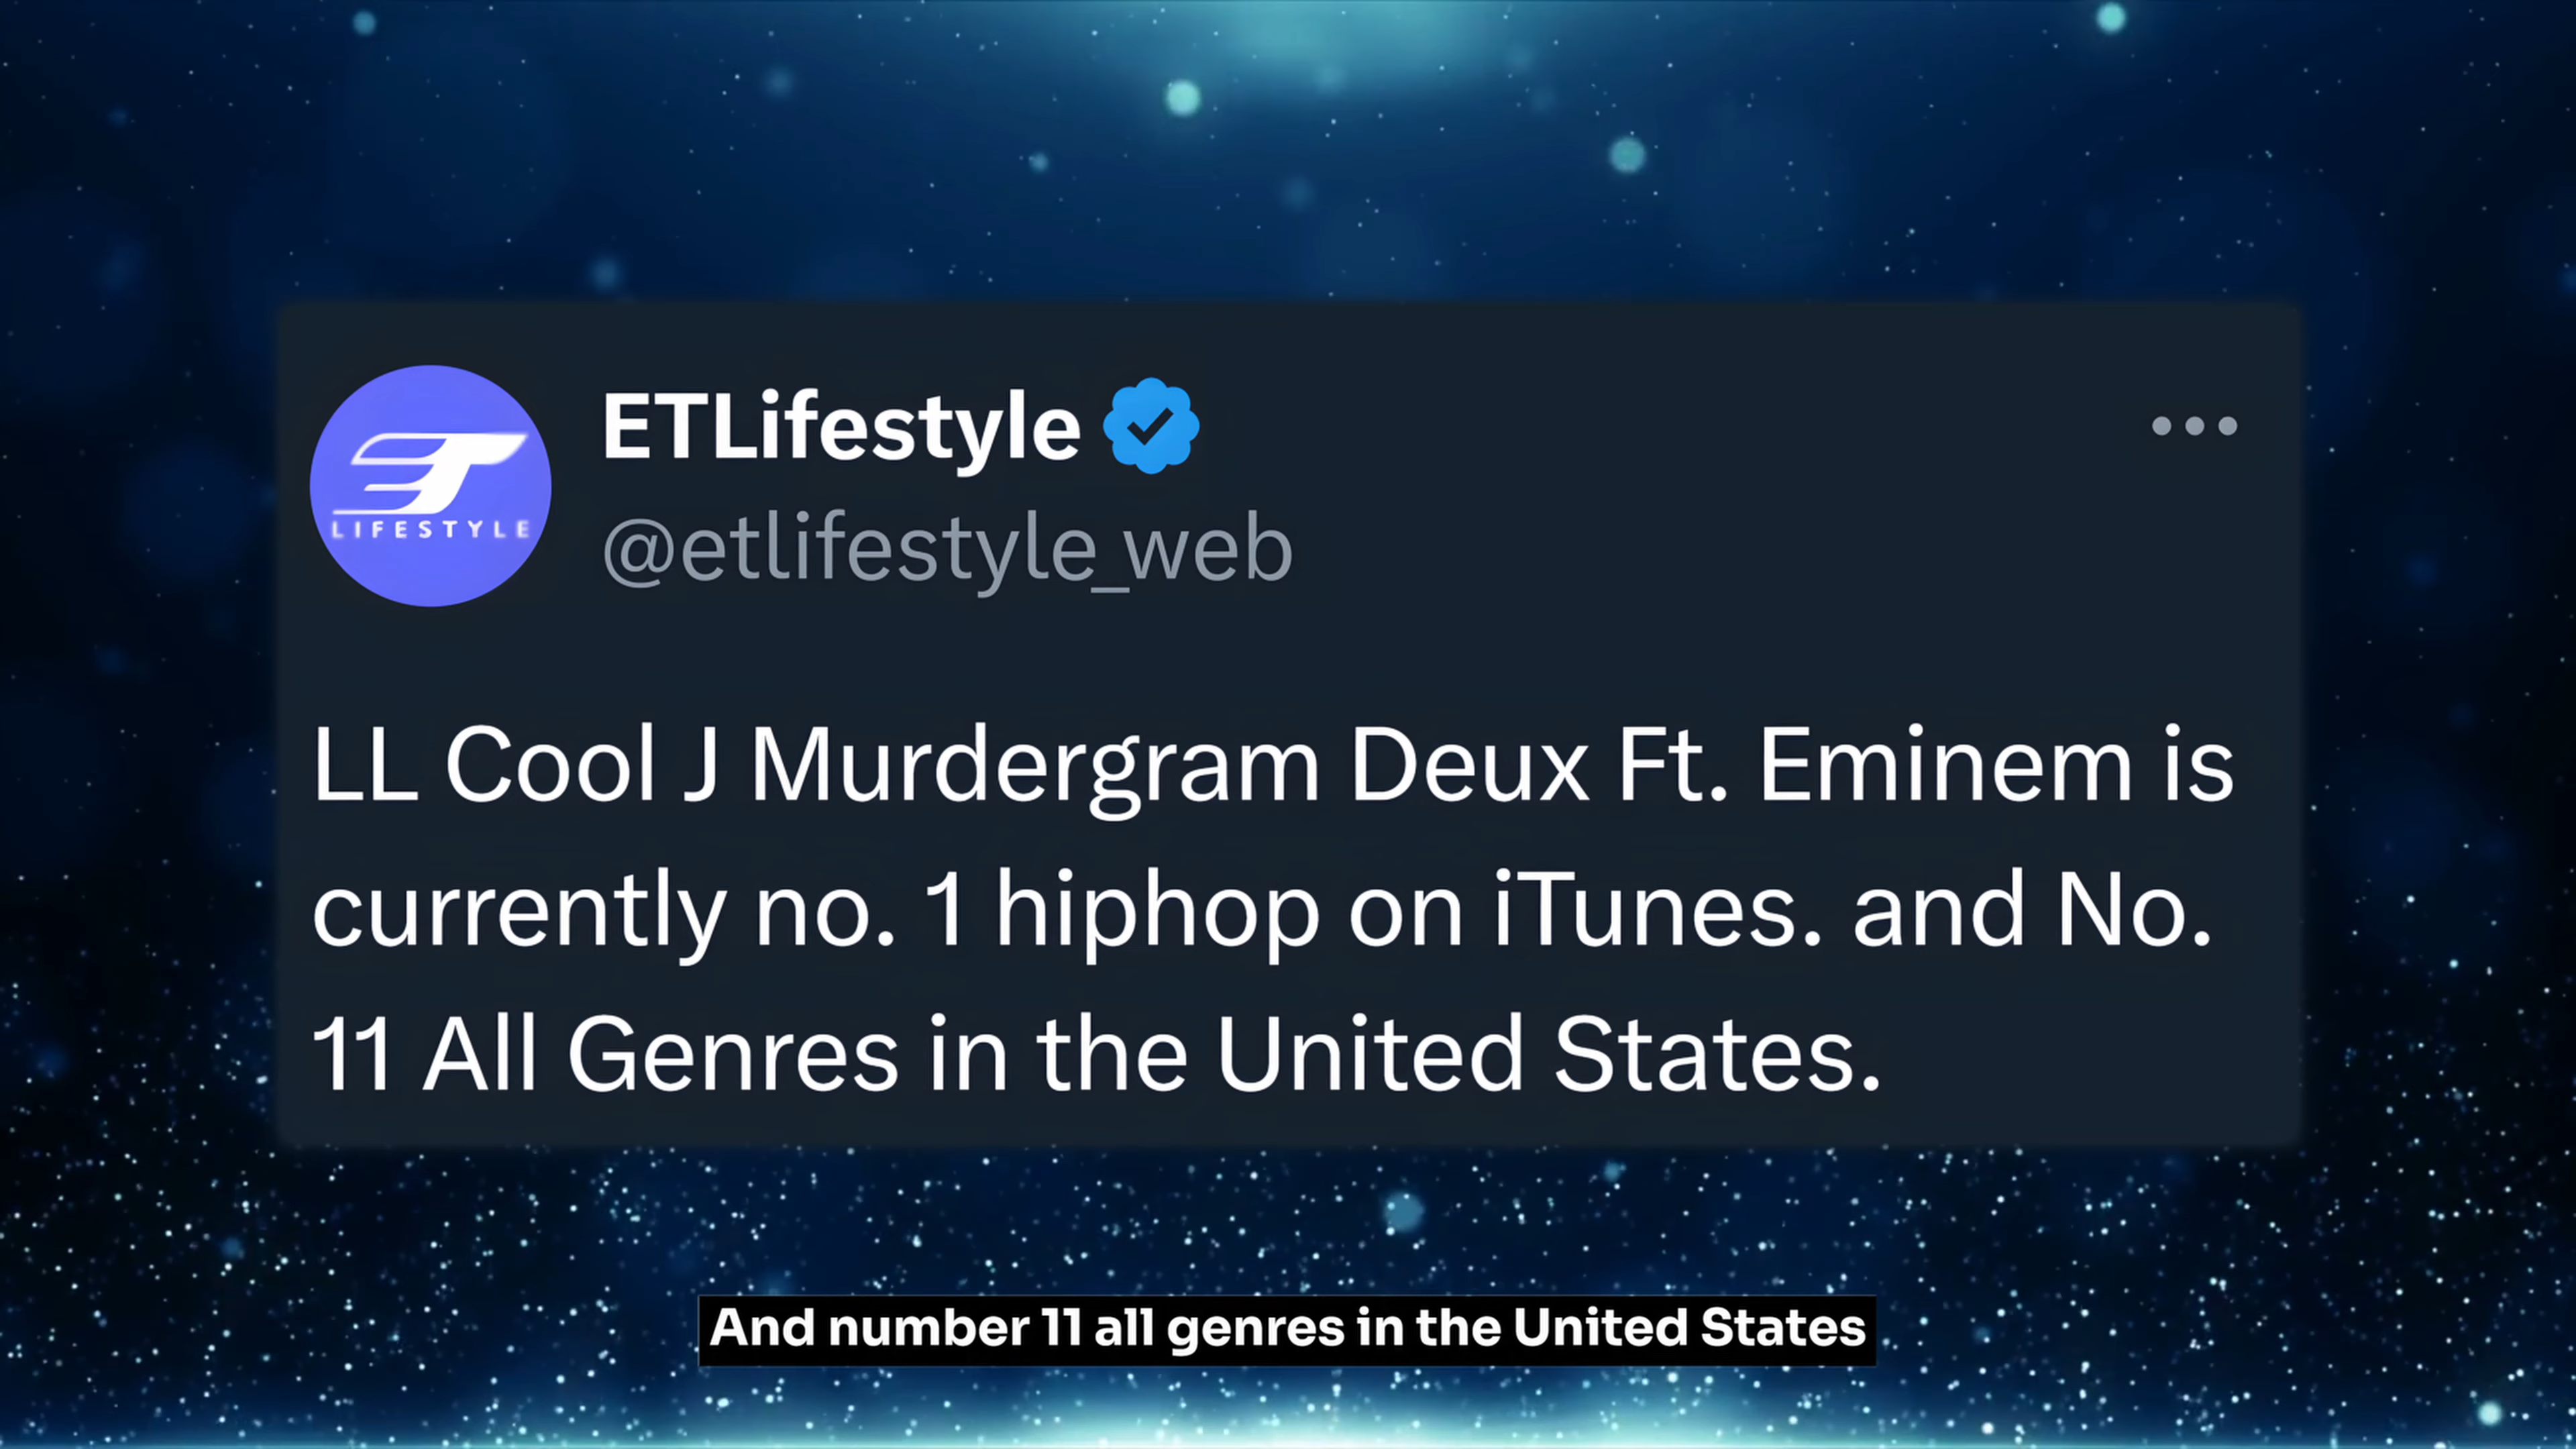 ETLifestyle
@etlifestyle_web
ET
LIFESTYLE
LL Cool J Murdergram Deux Ft. Eminem is
currently no. 1 hiphop on iTunes. and No.
11 All Genres in the United States.
And number 11 all genres in the United States